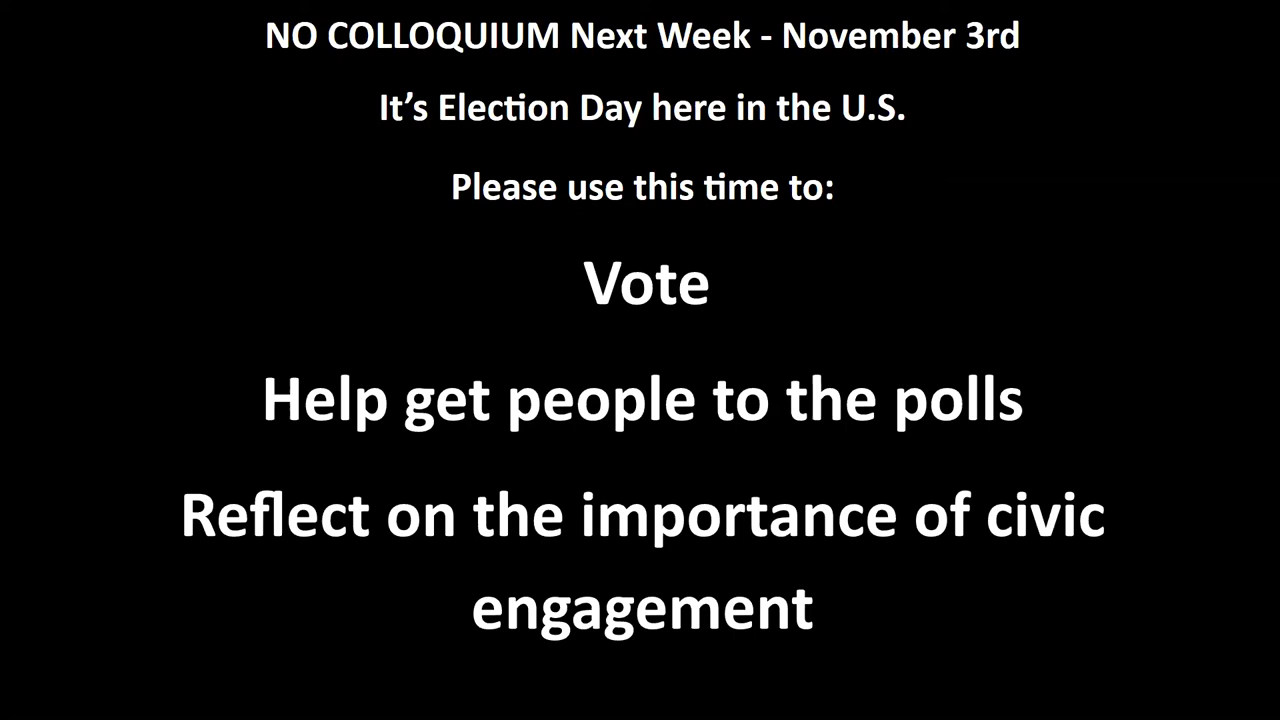 NO COLLOQUIUM Next Week - November 3rd
It’s Election Day here in the U.S.
Please use this time to:
Vote
Help get people to the polls
Reflect on the importance of civic
engagement